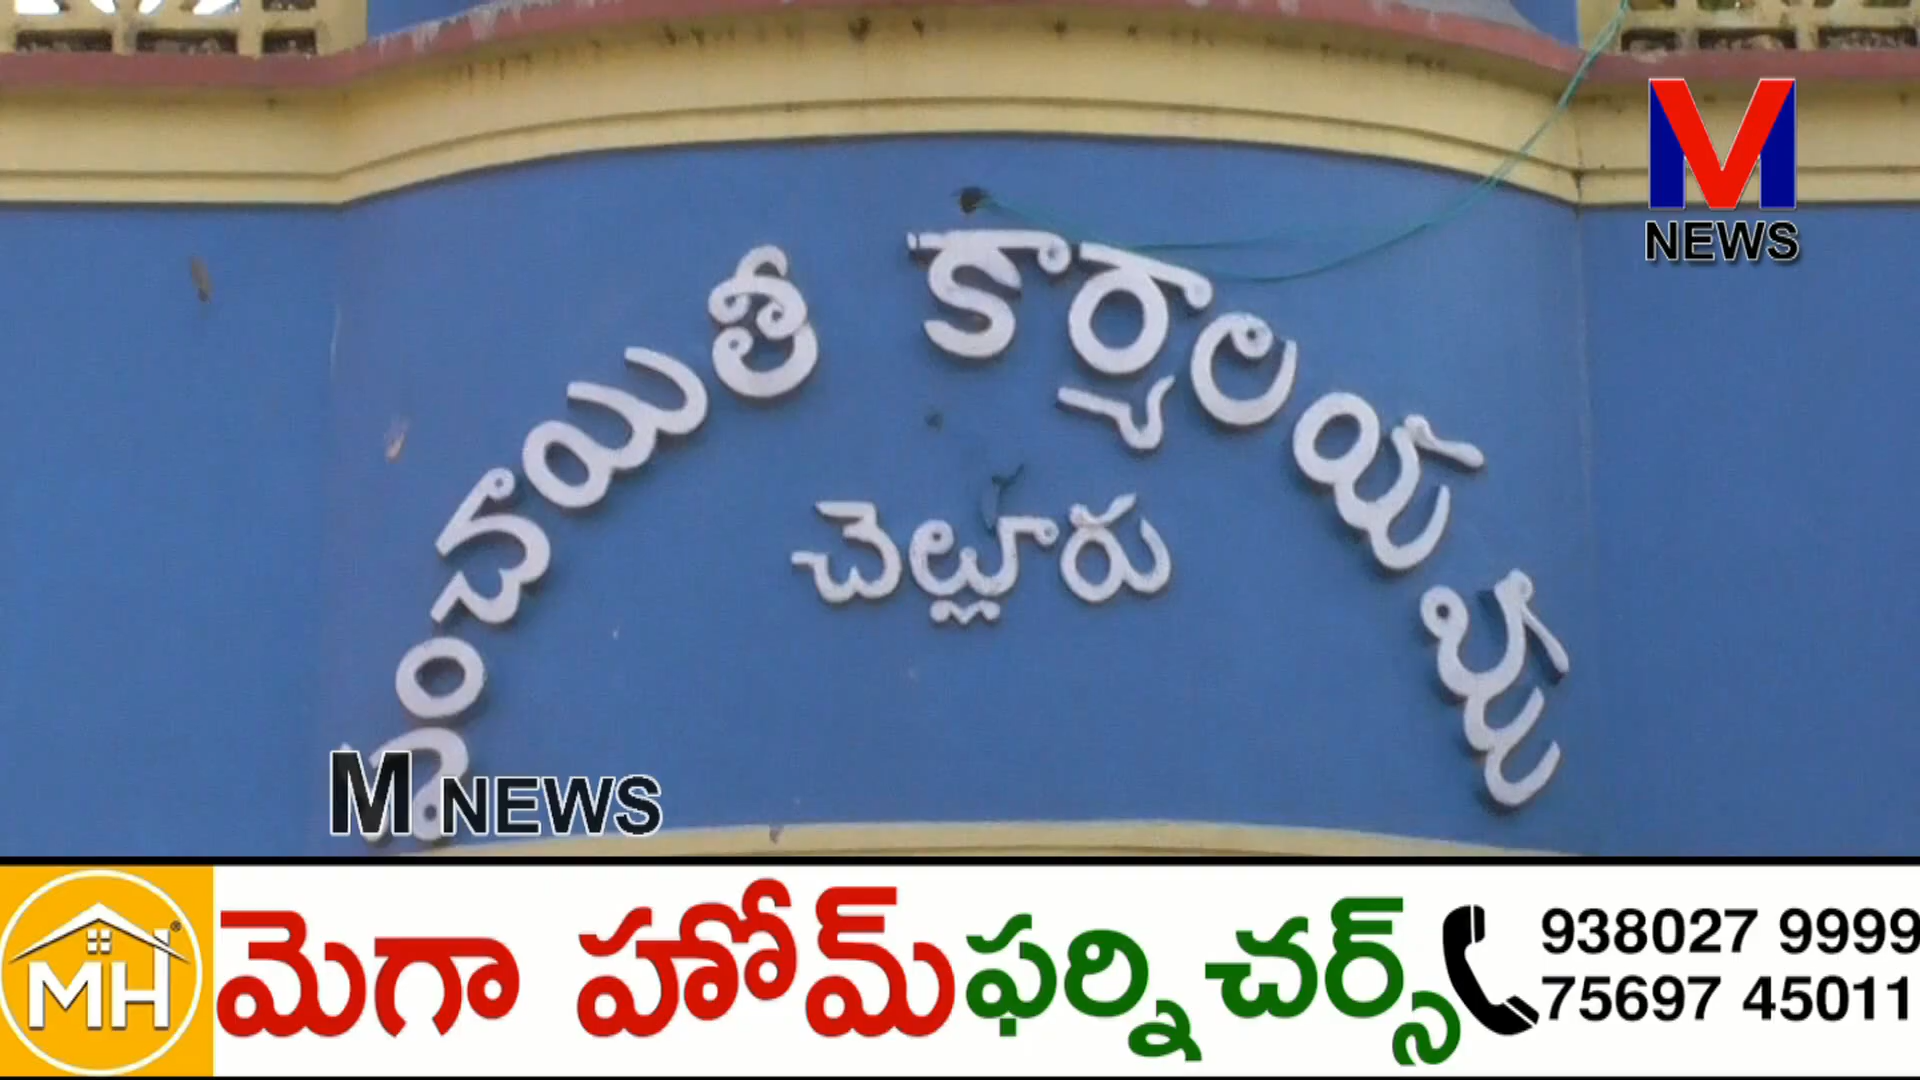 M
NEWS
పంచాయితీ కార్యాలయము
చెల్లూరు
M NEWS
MH
మెగా హోమ్ ఫర్నిచర్స్
938027 9999
75697 45011